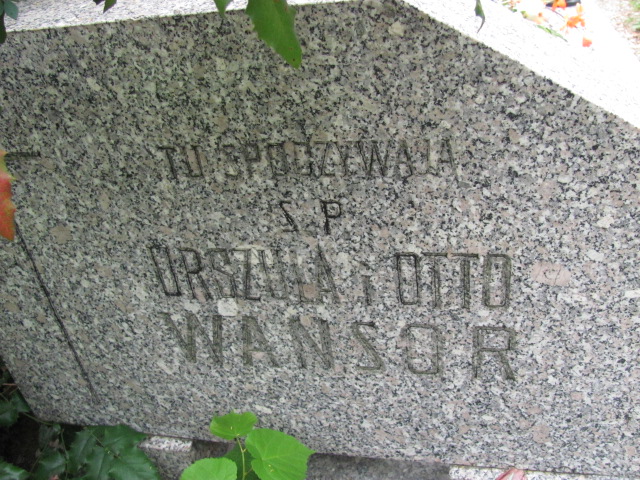 TU SPOCZYWAJĄ
Ś P
URSZULA i OTTO
WANSOR